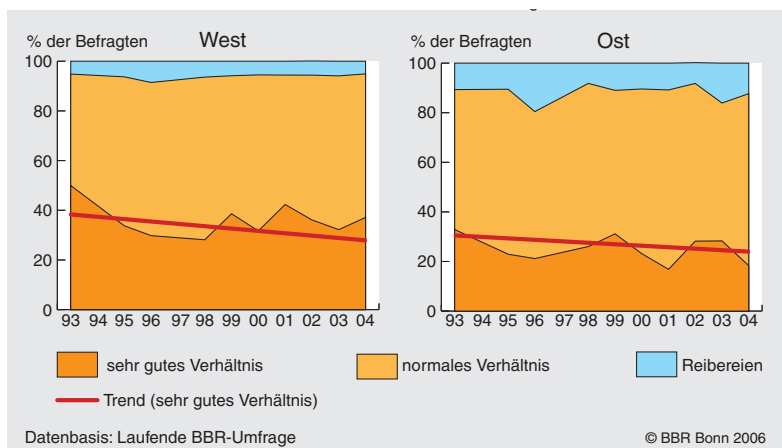 % der Befragten West
100
80
60
40
20
0
93 94 95 96 97 98 99 00 01 02 03 04
% der Befragten Ost
100
80
60
40
20
0
93 94 95 96 97 98 99 00 01 02 03 04
sehr gutes Verhältnis normales Verhältnis Reibereien
Trend (sehr gutes Verhältnis)
Datenbasis: Laufende BBR-Umfrage © BBR Bonn 2006